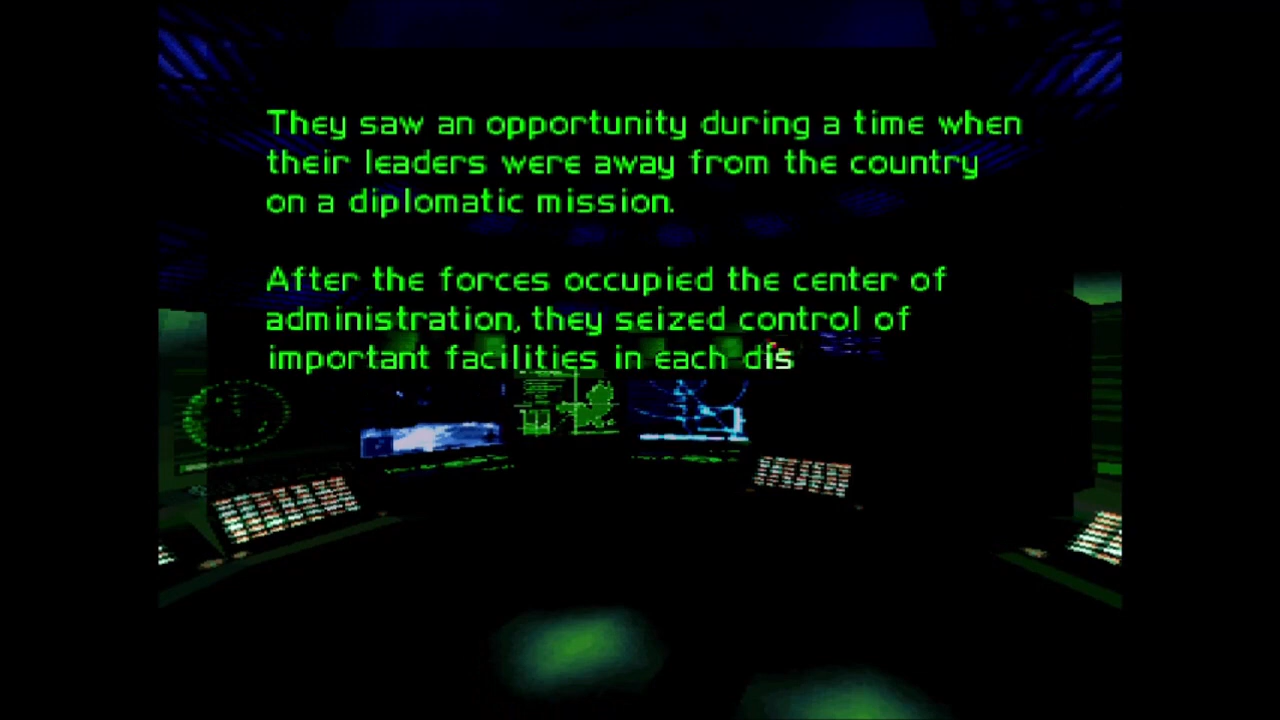 They saw an opportunity during a time when
their leaders were away from the country
on a diplomatic mission.
After the forces occupied the center of
administration, they seized control of
important facilities in each dis